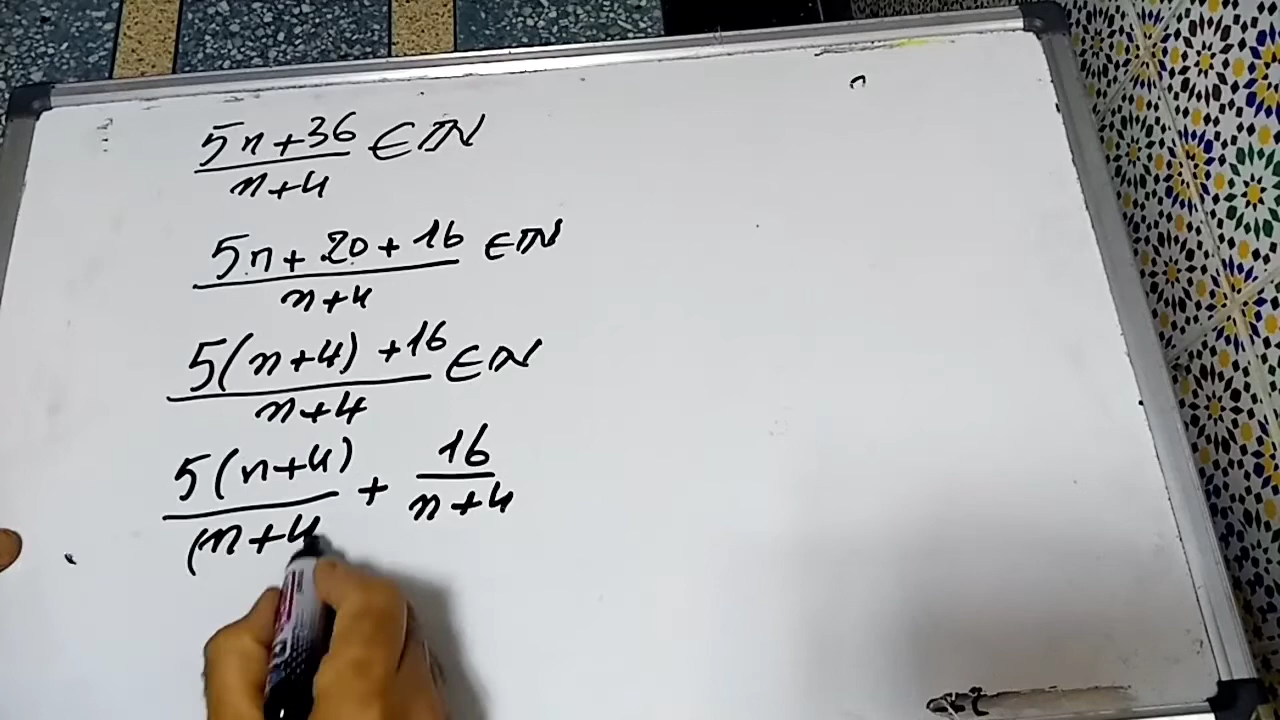 5n+36/n+4 ∈ ℕ
5n+20+16/n+4 ∈ ℕ
5(n+4)+16/n+4 ∈ ℕ
5(n+4)/(n+4 + 16/n+4